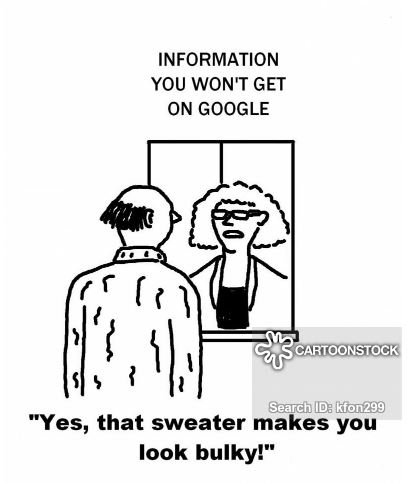 INFORMATION
YOU WON'T GET
ON GOOGLE
CARTOONSTOCK
Search ID: kfon299
"Yes, that sweater makes you
look bulky!"